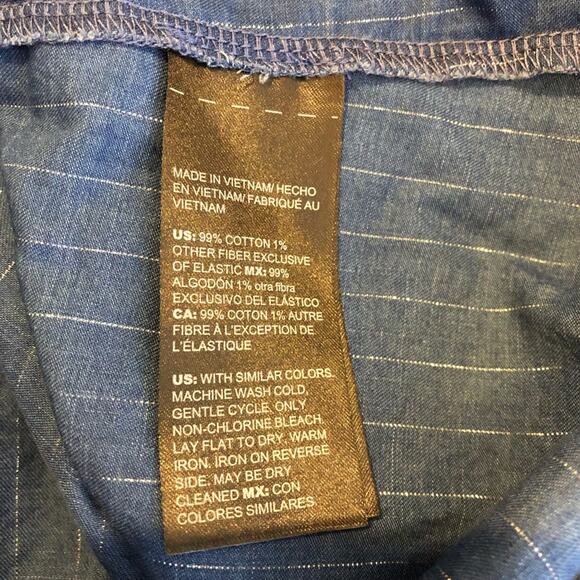 MADE IN VIETNAM/ HECHO
EN VIETNAM/ FABRIQUÉ AU
VIETNAM
US: 99% COTTON 1%
OTHER FIBER EXCLUSIVE
OF ELASTIC MX: 99%
ALGODÓN 1% otra fibra
EXCLUSIVO DEL ELÁSTICO
CA: 99% COTON 1% AUTRE
FIBRE À L'EXCEPTION DE
L'ÉLASTIQUE
US: WITH SIMILAR COLORS.
MACHINE WASH COLD,
GENTLE CYCLE, ONLY
NON-CHLORINE BLEACH,
LAY FLAT TO DRY, WARM
IRON. IRON ON REVERSE
SIDE. MAY BE DRY
CLEANED MX: CON
COLORES SIMILARES.